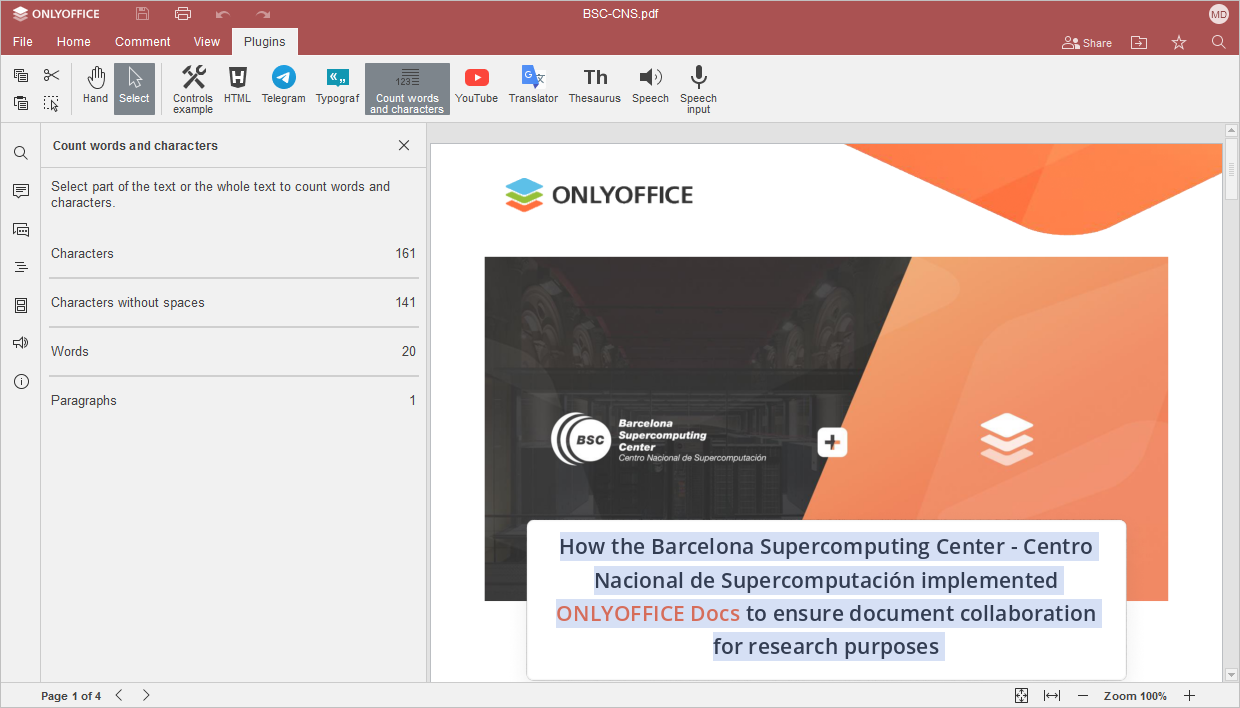 ONLYOFFICE
BSC-CNS.pdf
MD
File Home Comment View Plugins
Share
Hand
Select
Controls
example
HTML
Telegram
Typograf
Count words
and characters
YouTube
Translator
Th
Thesaurus
Speech
Speech
input
Count words and characters
Select part of the text or the whole text to count words and
characters.
Characters 161
Characters without spaces 141
Words 20
Paragraphs 1
ONLYOFFICE
BSC
Barcelona
Supercomputing
Center
Centro Nacional de Supercomputación
How the Barcelona Supercomputing Center - Centro
Nacional de Supercomputación implemented
ONLYOFFICE Docs to ensure document collaboration
for research purposes
Page 1 of 4
Zoom 100%